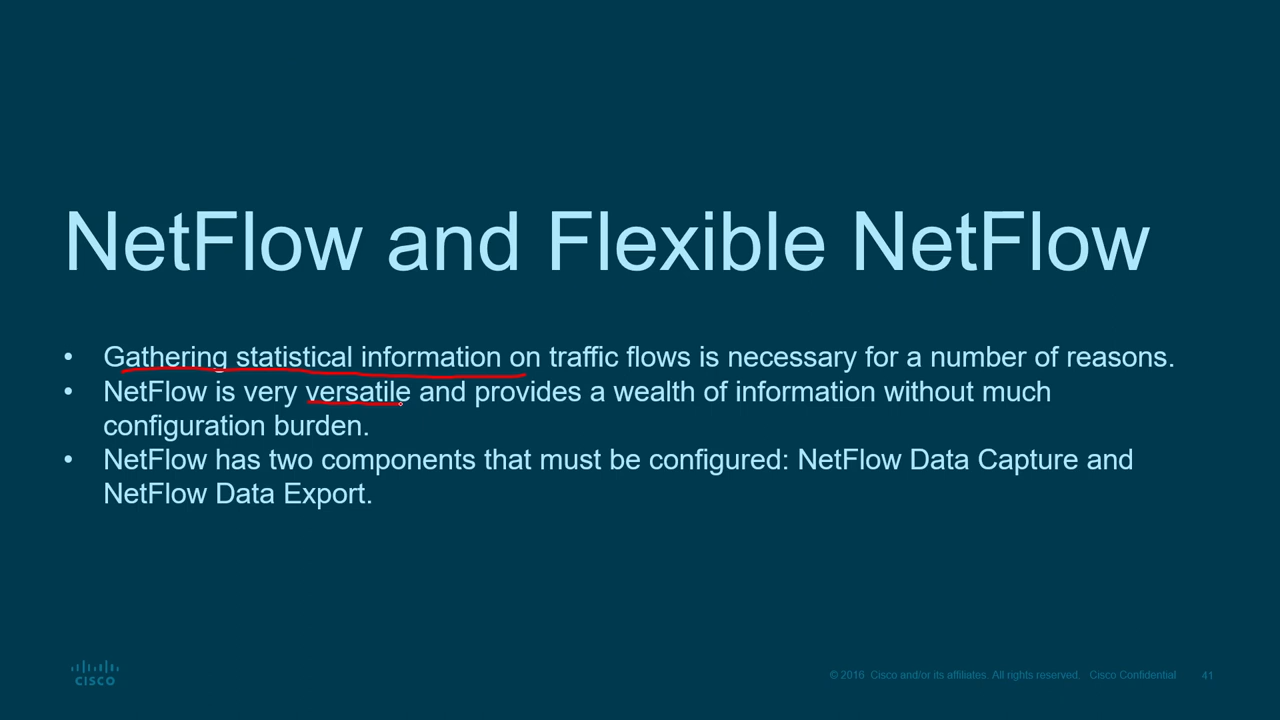 NetFlow and Flexible NetFlow
• Gathering statistical information on traffic flows is necessary for a number of reasons.
• NetFlow is very versatile and provides a wealth of information without much
configuration burden.
• NetFlow has two components that must be configured: NetFlow Data Capture and
NetFlow Data Export.
CISCO
© 2016 Cisco and/or its affiliates. All rights reserved. Cisco Confidential 41